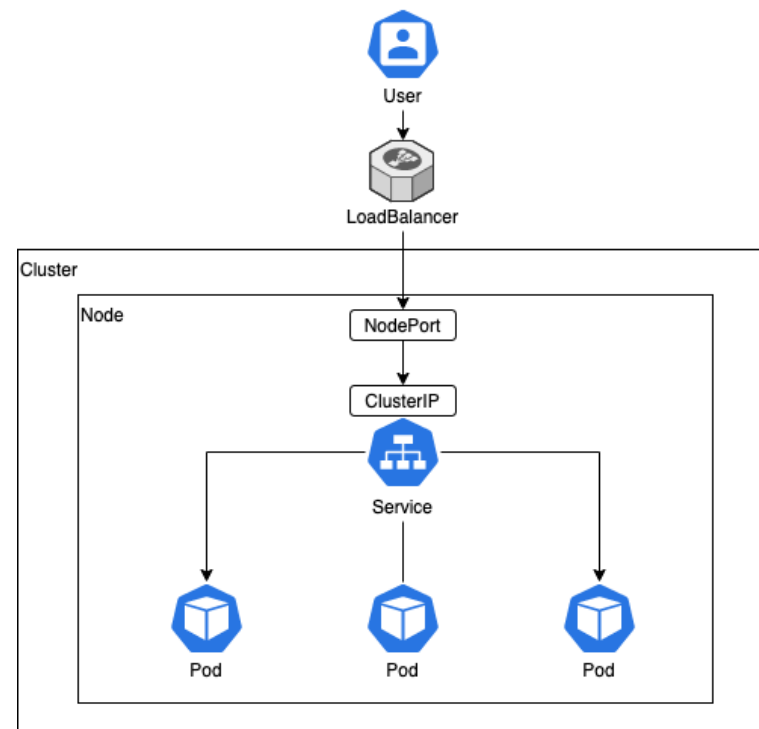 User
LoadBalancer
Cluster
Node
NodePort
ClusterIP
Service
Pod
Pod
Pod